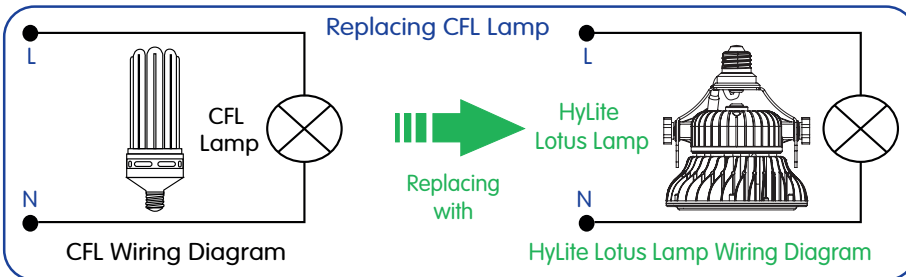 Replacing CFL Lamp
L
CFL
Lamp
N
CFL Wiring Diagram
Replacing
with
L
HyLite
Lotus Lamp
N
HyLite Lotus Lamp Wiring Diagram